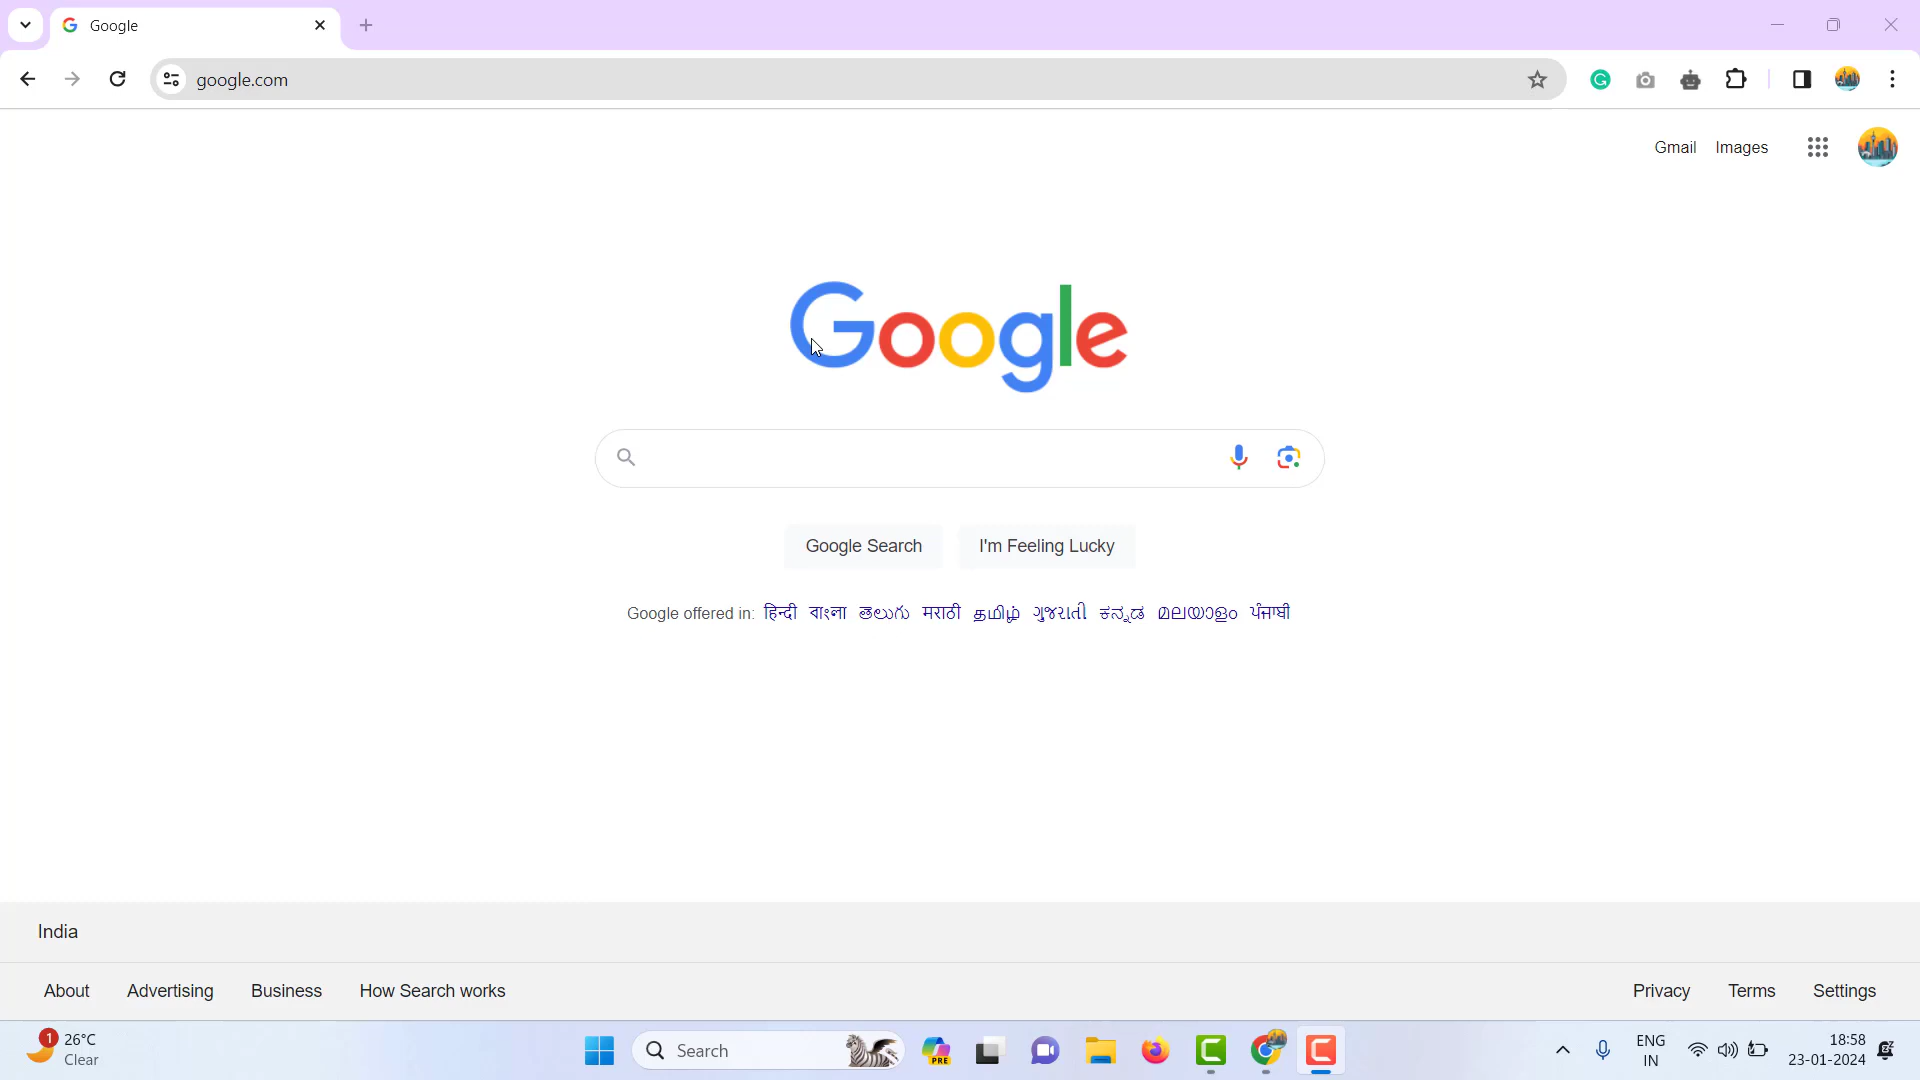 Google
google.com
Gmail Images
Google
Google Search I'm Feeling Lucky
Google offered in: हिन्दी বাংলা తెలుగు मराठी தமிழ் ગુજરાતી ಕನ್ನಡ മലയാളം ਪੰਜਾਬੀ
India
About Advertising Business How Search works Privacy Terms Settings
1 26°C
Clear
Search
PRE
ENG
IN
18:58
23-01-2024